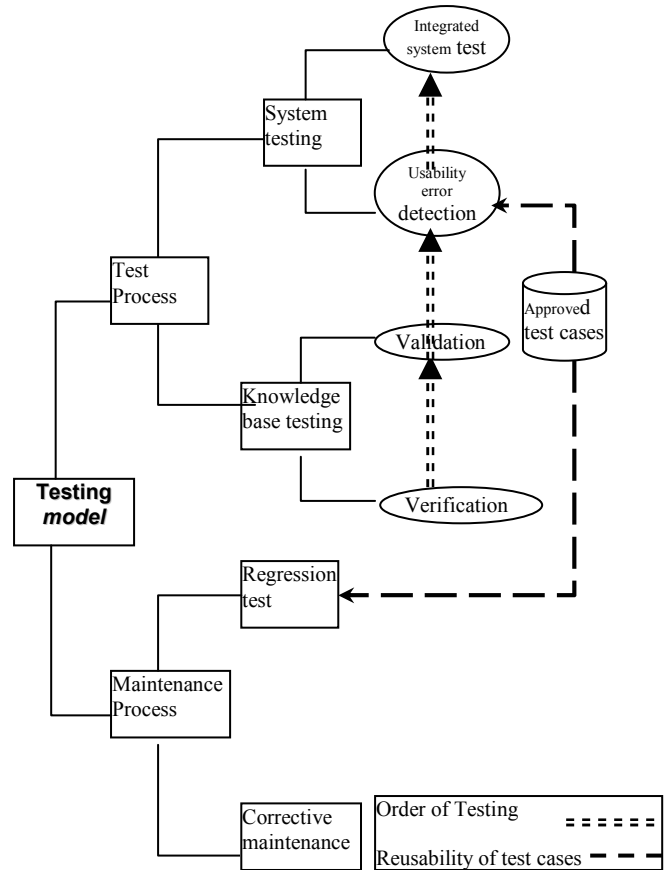 Integrated
system test
System
testing
Usability
error
detection
Test
Process
Approved
test cases
Validation
Knowledge
base testing
Testing
model
Verification
Regression
test
Maintenance
Process
Corrective
maintenance
Order of Testing
Reusability of test cases